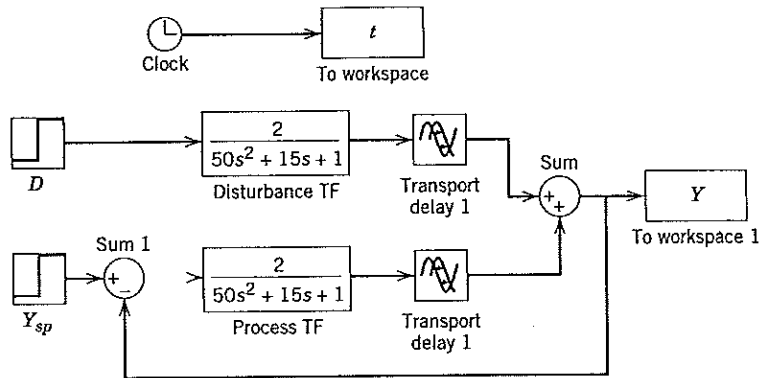 t
Clock
To workspace
2
50s² + 15s + 1
Disturbance TF
D
Transport
delay 1
Sum
+
+
Y
To workspace 1
Sum 1
+
−
Y_sp
2
50s² + 15s + 1
Process TF
Transport
delay 1